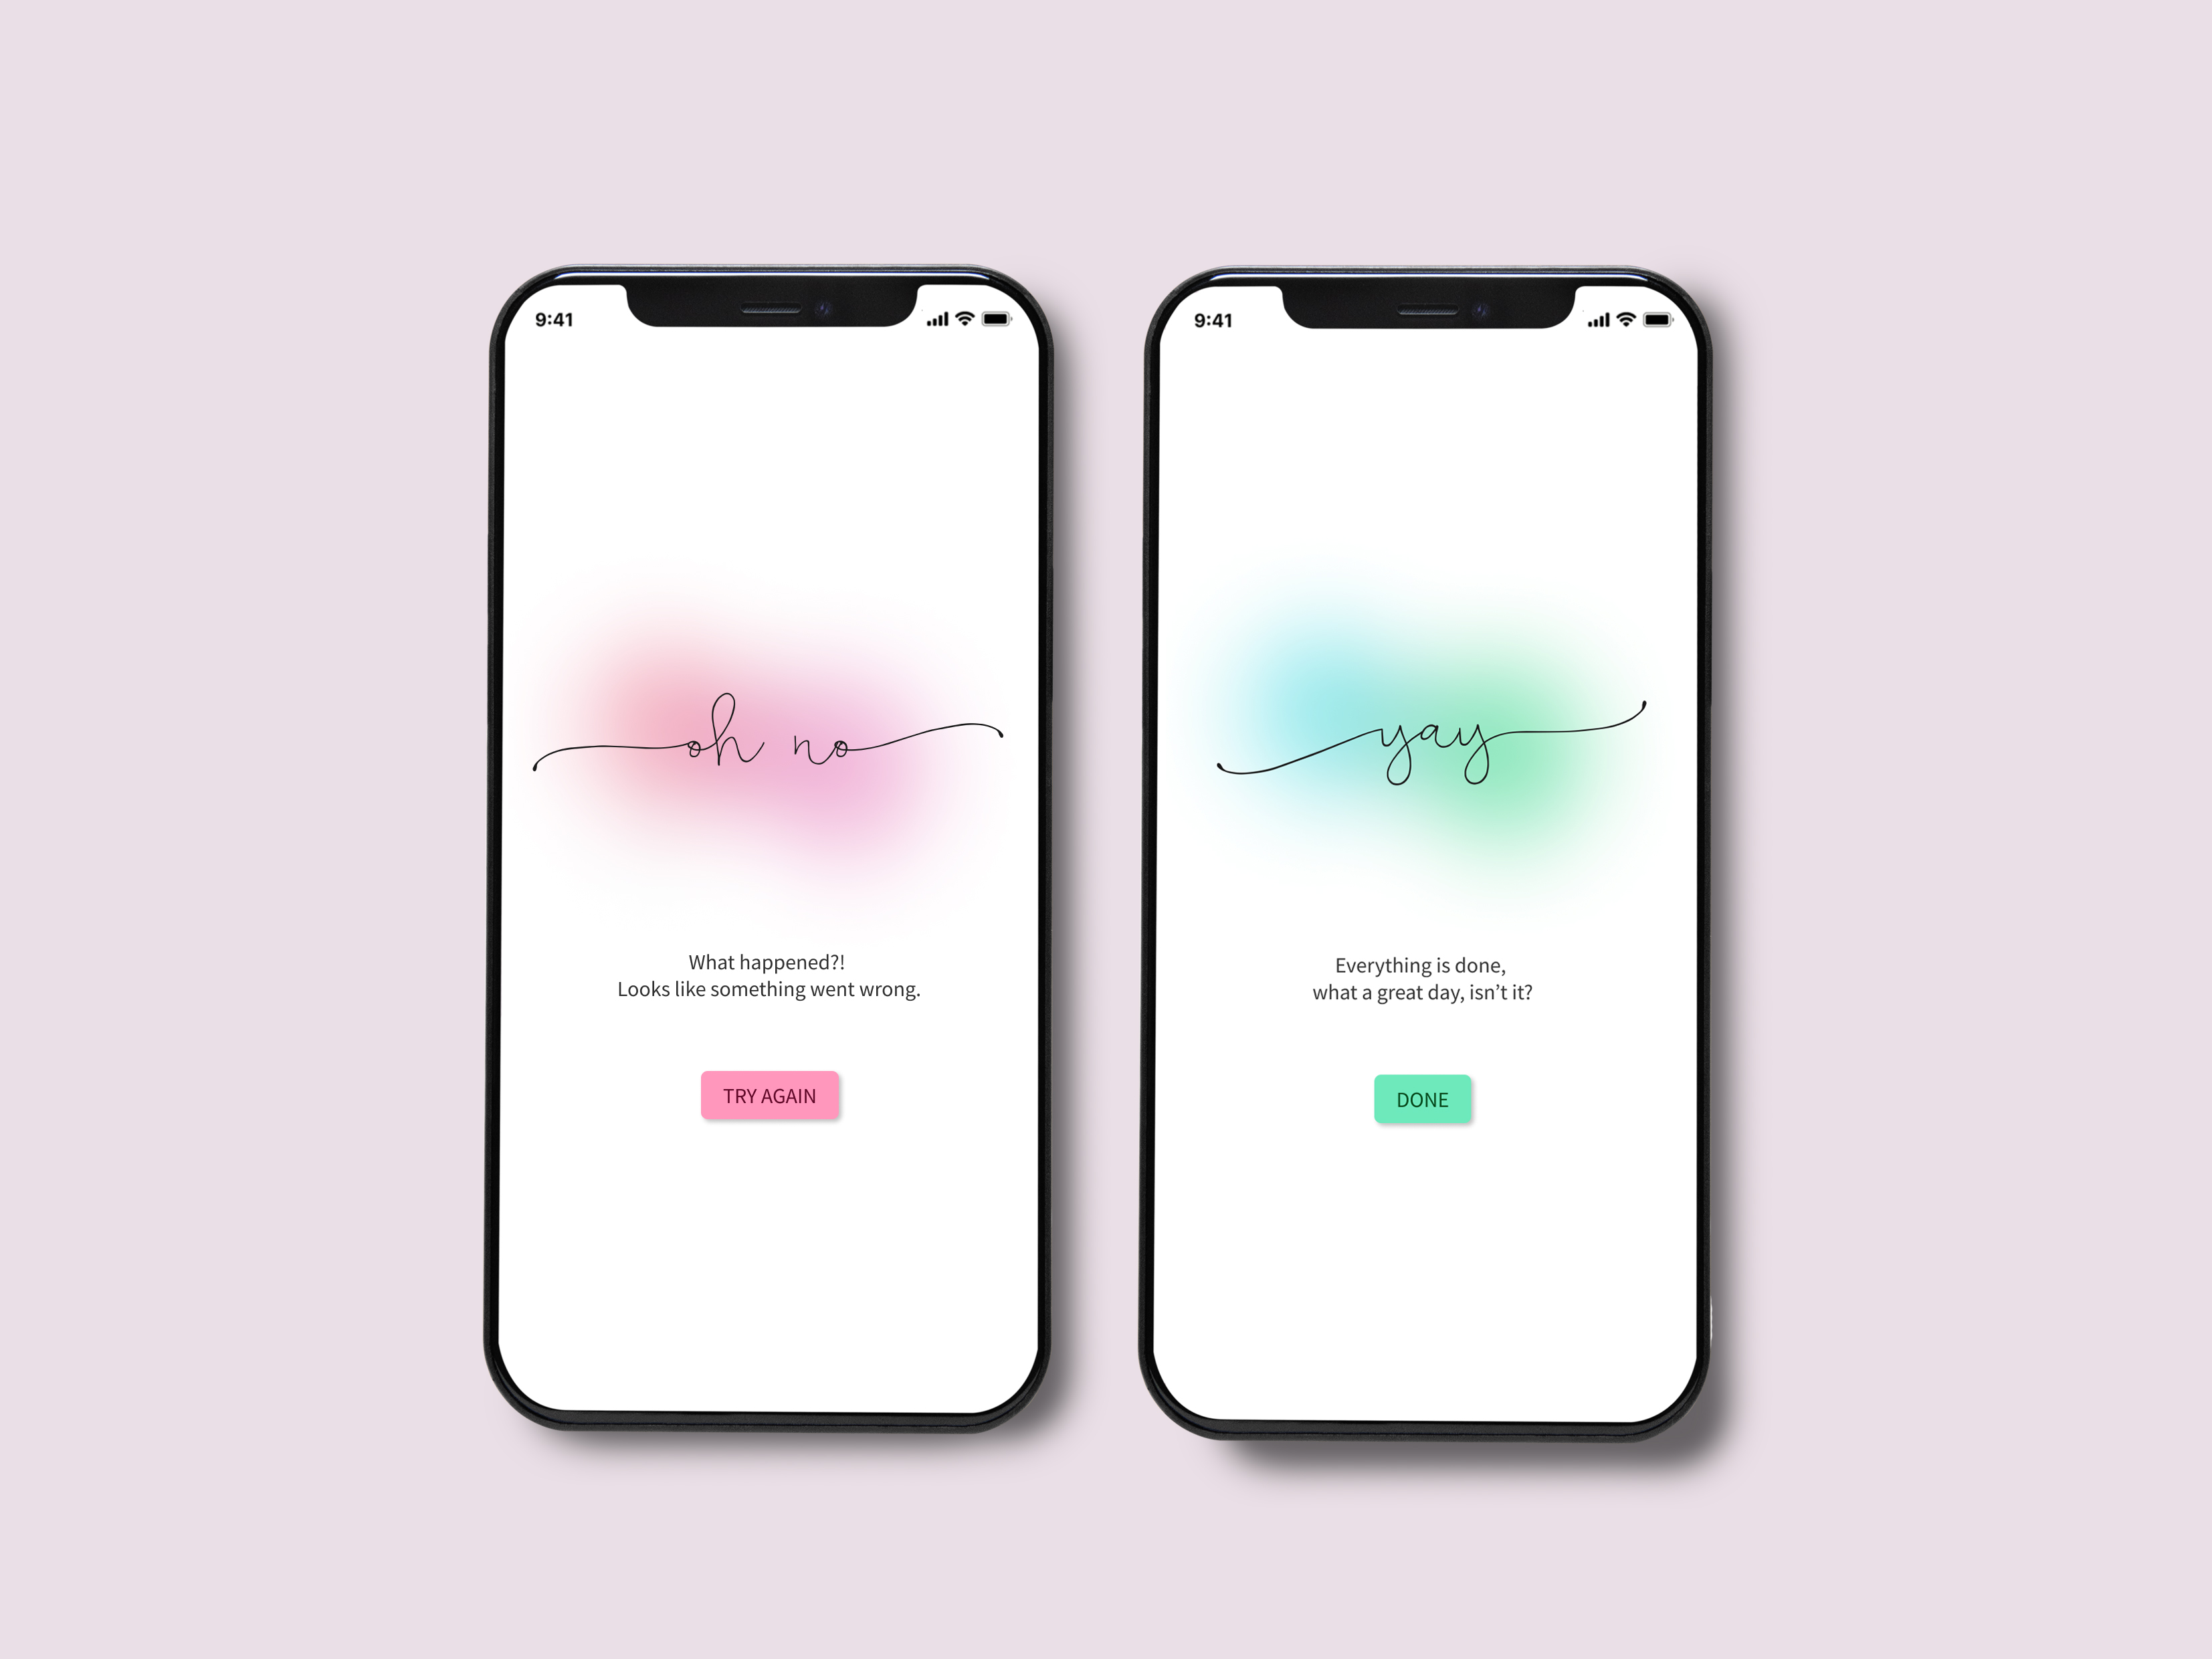 9:41
oh no
What happened?!
Looks like something went wrong.
TRY AGAIN
9:41
yay
Everything is done,
what a great day, isn’t it?
DONE